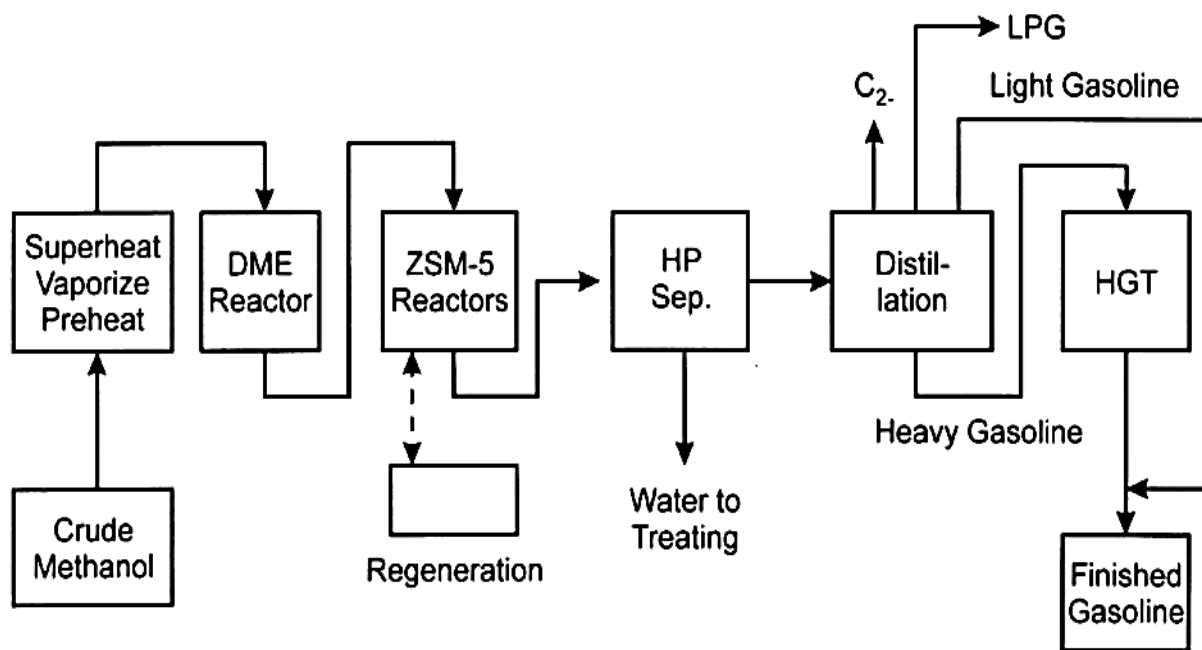 LPG
C2-
Light Gasoline
Superheat
Vaporize
Preheat
DME
Reactor
ZSM-5
Reactors
HP
Sep.
Distil-
lation
HGT
Heavy Gasoline
Crude
Methanol
Regeneration
Water to
Treating
Finished
Gasoline